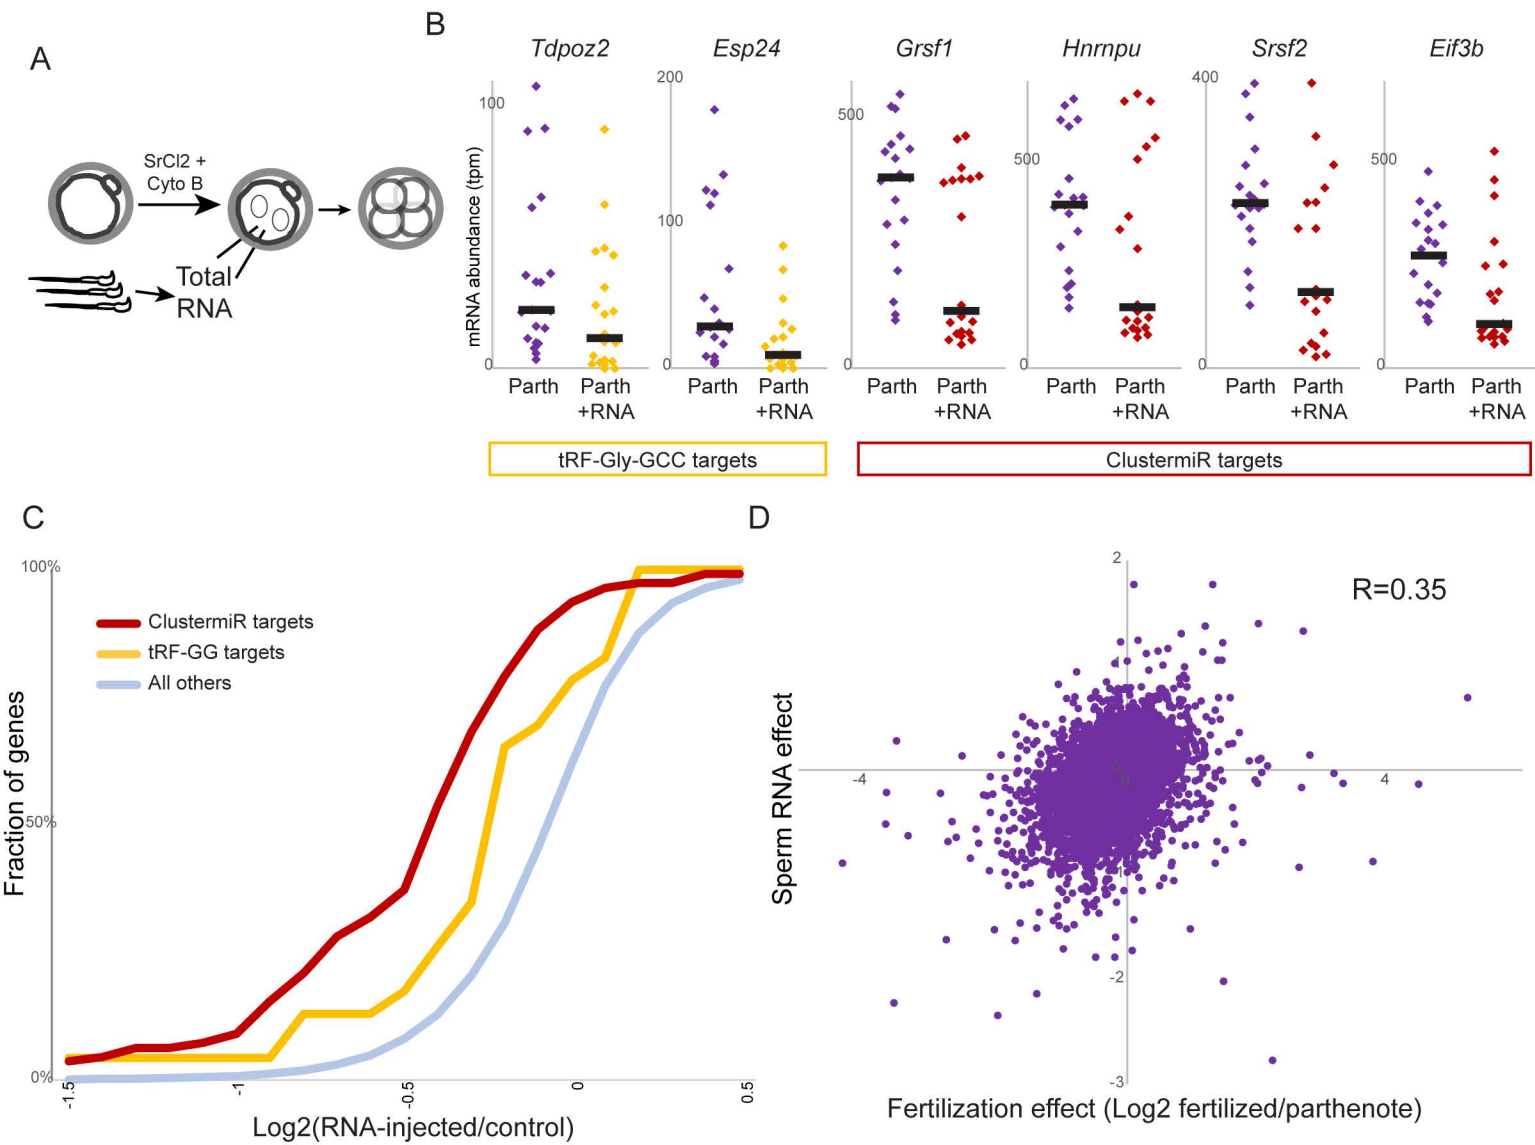 A
SrCl2 +
Cyto B
Total
RNA
B
Tdpoz2
Esp24
Grsf1
Hnrnpu
Srsf2
Eif3b
mRNA abundance (tpm)
100
0
200
100
0
500
0
500
0
400
0
500
0
Parth
Parth
+RNA
Parth
Parth
+RNA
Parth
Parth
+RNA
Parth
Parth
+RNA
Parth
Parth
+RNA
Parth
Parth
+RNA
tRF-Gly-GCC targets
ClustermiR targets
C
Fraction of genes
100%
50%
0%
ClustermiR targets
tRF-GG targets
All others
-1.5
-1
-0.5
0
0.5
Log2(RNA-injected/control)
D
R=0.35
Sperm RNA effect
2
1
0
-1
-2
-3
-4
0
4
Fertilization effect (Log2 fertilized/parthenote)